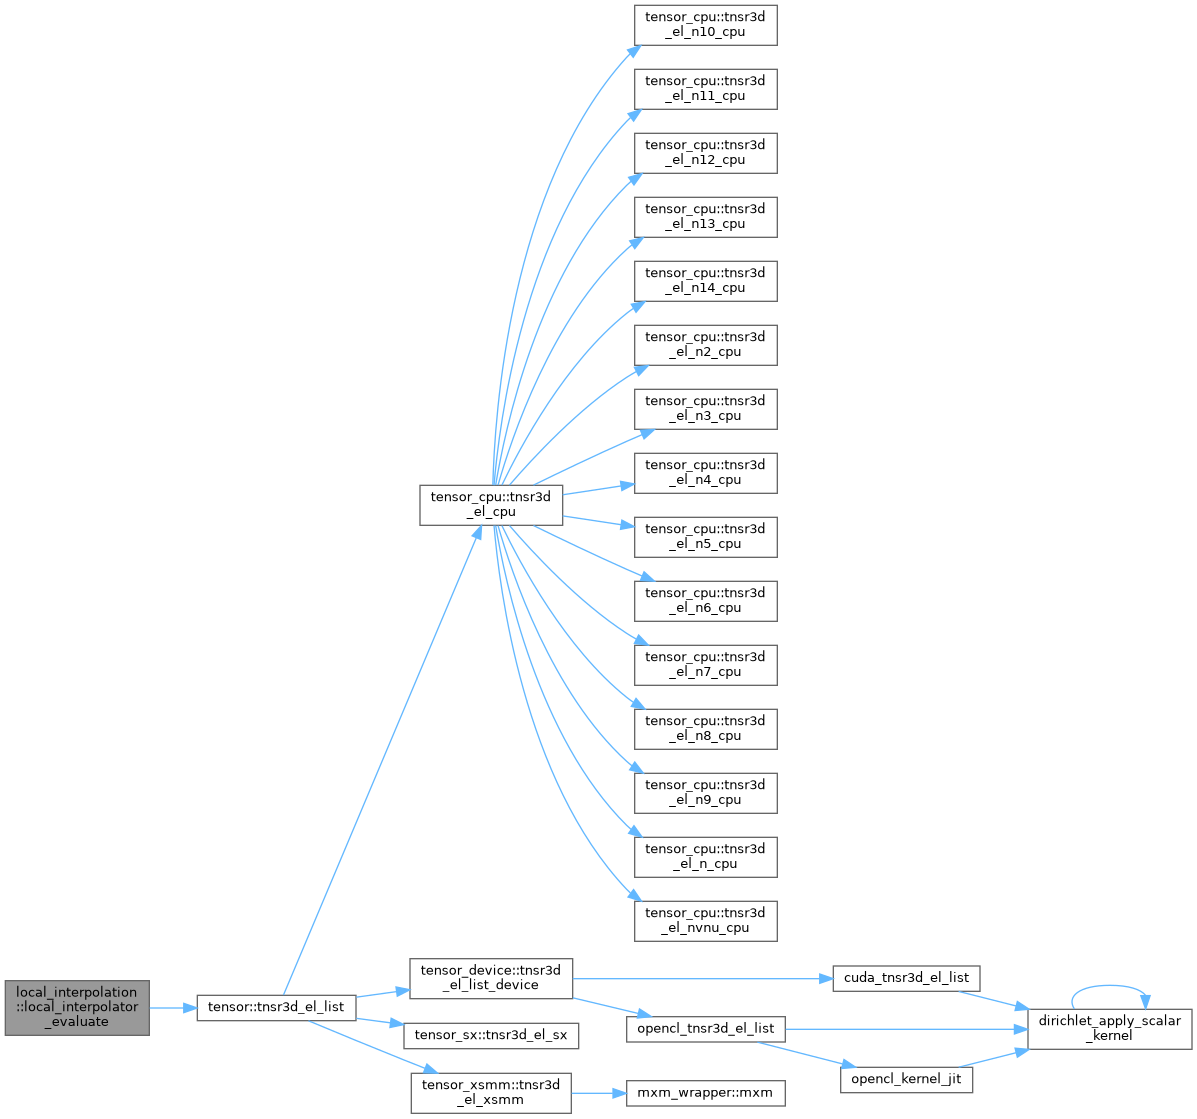 tensor_cpu::tnsr3d
_el_n10_cpu
tensor_cpu::tnsr3d
_el_n11_cpu
tensor_cpu::tnsr3d
_el_n12_cpu
tensor_cpu::tnsr3d
_el_n13_cpu
tensor_cpu::tnsr3d
_el_n14_cpu
tensor_cpu::tnsr3d
_el_n2_cpu
tensor_cpu::tnsr3d
_el_n3_cpu
tensor_cpu::tnsr3d
_el_n4_cpu
tensor_cpu::tnsr3d
_el_cpu
tensor_cpu::tnsr3d
_el_n5_cpu
tensor_cpu::tnsr3d
_el_n6_cpu
tensor_cpu::tnsr3d
_el_n7_cpu
tensor_cpu::tnsr3d
_el_n8_cpu
tensor_cpu::tnsr3d
_el_n9_cpu
tensor_cpu::tnsr3d
_el_n_cpu
tensor_cpu::tnsr3d
_el_nvnu_cpu
local_interpolation
::local_interpolator
_evaluate
tensor::tnsr3d_el_list
tensor_device::tnsr3d
_el_list_device
tensor_sx::tnsr3d_el_sx
tensor_xsmm::tnsr3d
_el_xsmm
cuda_tnsr3d_el_list
opencl_tnsr3d_el_list
opencl_kernel_jit
mxm_wrapper::mxm
dirichlet_apply_scalar
_kernel